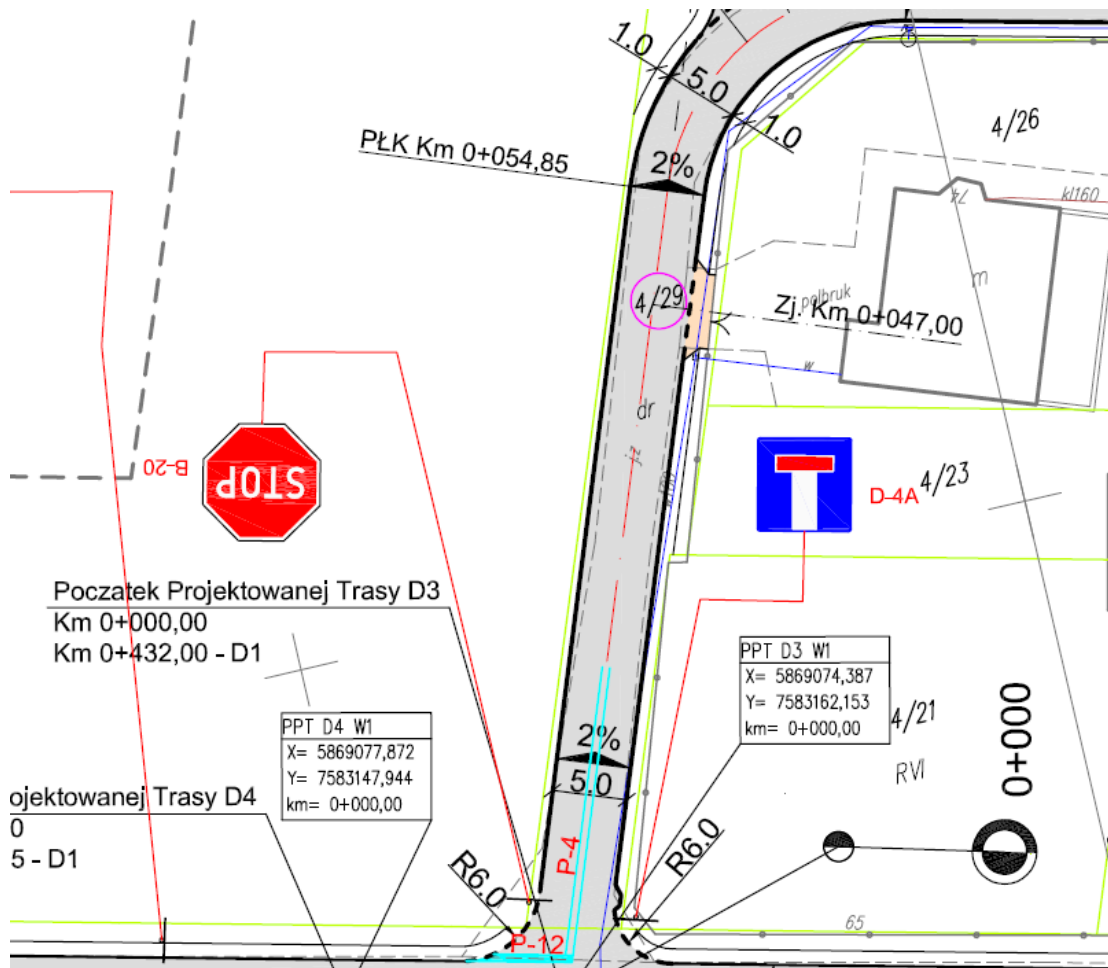 1.0
5.0
1.0
4/26
PŁK Km 0+054,85
2%
74
kl160
m
4/29
polbruk
Zj. Km 0+047,00
w
dr
jz
B-20
STOP
D-4A
4/23
Poczatek Projektowanej Trasy D3
Km 0+000,00
Km 0+432,00 - D1
PPT D3 W1
X= 5869074,387
Y= 7583162,153
km= 0+000,00
4/21
RVI
0+000
PPT D4 W1
X= 5869077,872
Y= 7583147,944
km= 0+000,00
2%
5.0
ojektowanej Trasy D4
0
5 - D1
P-4
R6.0
R6.0
P-12
65